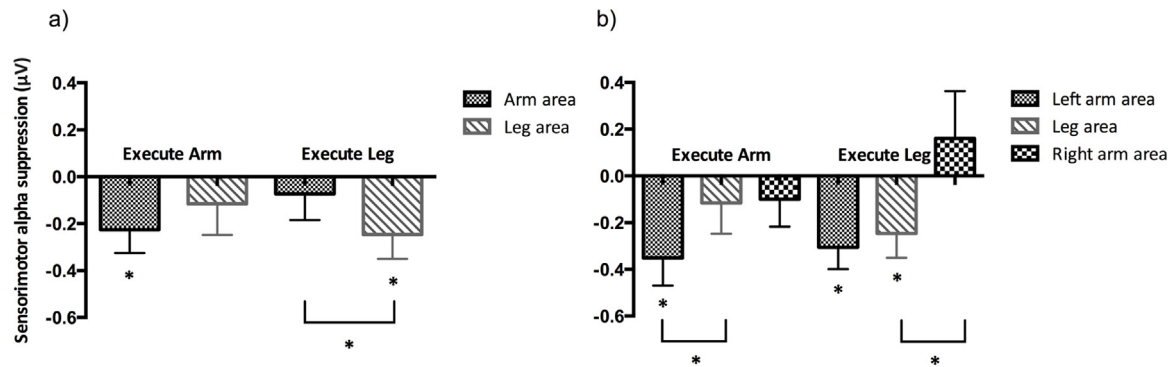 a)
Sensorimotor alpha suppression (µV)
0.4
0.2
0.0
-0.2
-0.4
-0.6
Execute Arm
Execute Leg
*
*
*
Arm area
Leg area
b)
0.4
0.2
0.0
-0.2
-0.4
-0.6
Execute Arm
Execute Leg
*
*
*
*
*
Left arm area
Leg area
Right arm area